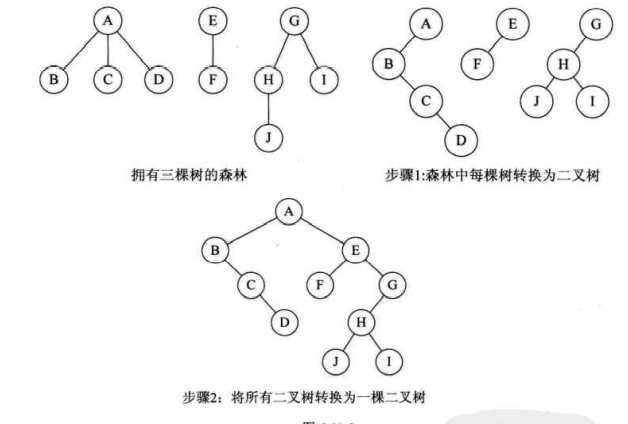 A E G
B C D F H I
J
拥有三棵树的森林
A E G
B F H
C J I
D
步骤1:森林中每棵树转换为二叉树
A
B E
C F G
D H
J I
步骤2：将所有二叉树转换为一棵二叉树